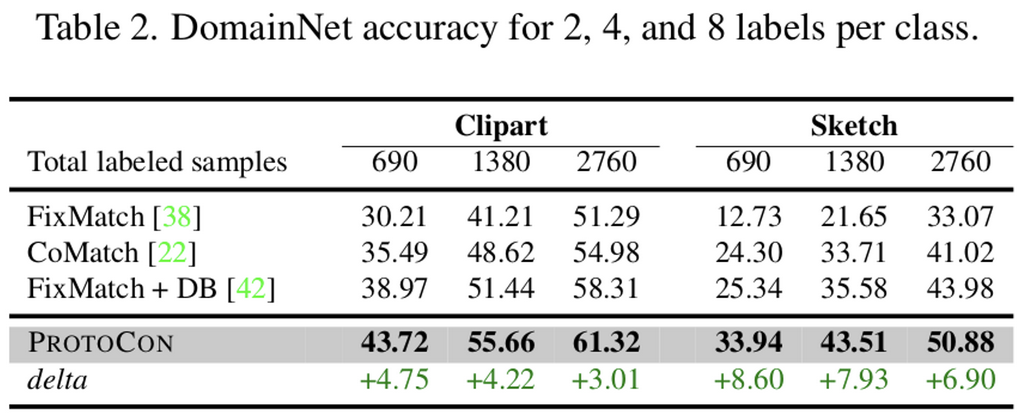 Table 2. DomainNet accuracy for 2, 4, and 8 labels per class.
Clipart Sketch
Total labeled samples 690 1380 2760 690 1380 2760
FixMatch [38] 30.21 41.21 51.29 12.73 21.65 33.07
CoMatch [22] 35.49 48.62 54.98 24.30 33.71 41.02
FixMatch + DB [42] 38.97 51.44 58.31 25.34 35.58 43.98
PROTOCON 43.72 55.66 61.32 33.94 43.51 50.88
delta +4.75 +4.22 +3.01 +8.60 +7.93 +6.90